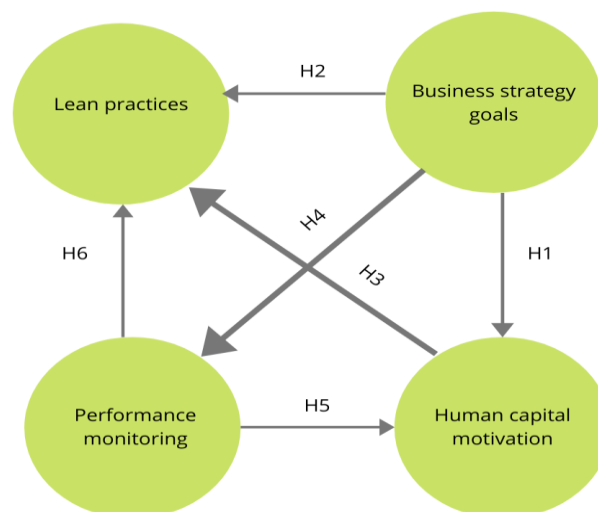 H2
Lean practices
Business strategy
goals
H4
H6
H3
H1
Performance
monitoring
H5
Human capital
motivation